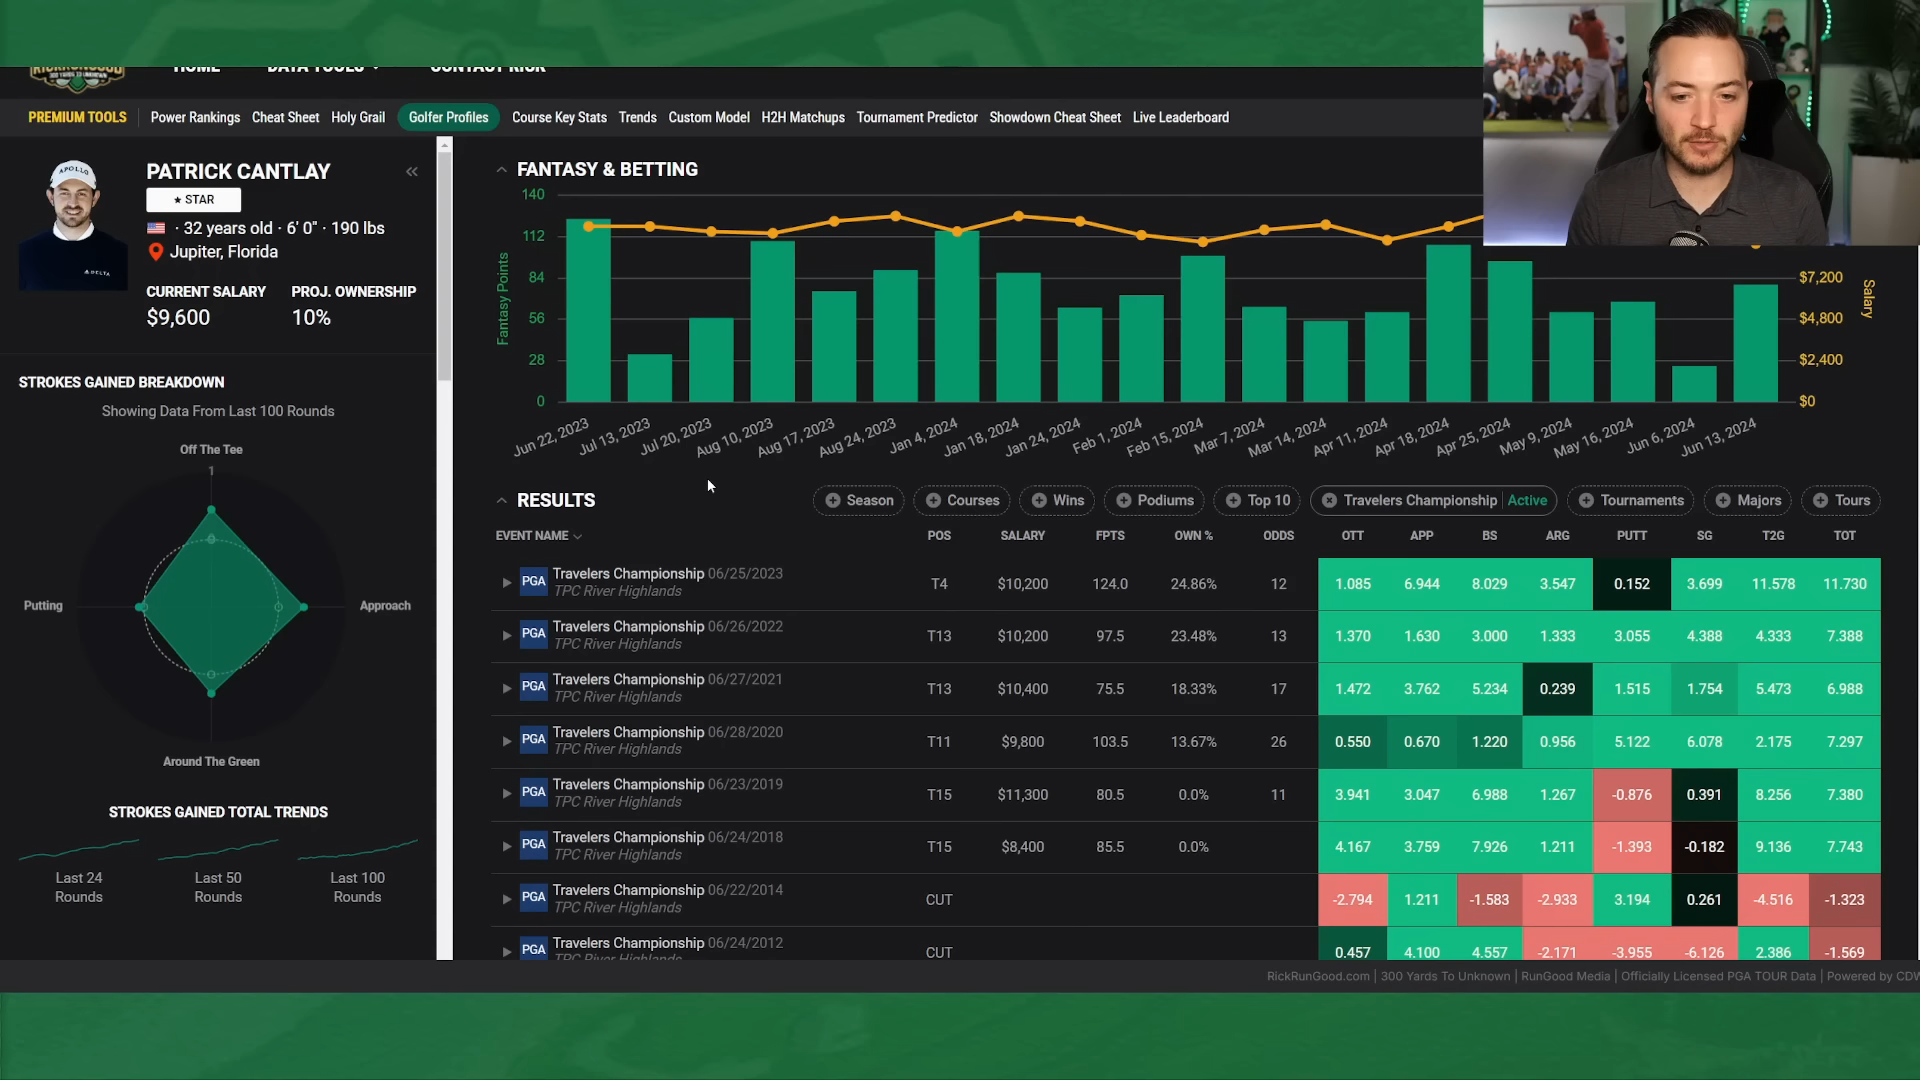 RICKRUNGOOD
300 YARDS TO UNKNOWN
HOME DATA TOOLS CONTACT RICK
PREMIUM TOOLS Power Rankings Cheat Sheet Holy Grail Golfer Profiles Course Key Stats Trends Custom Model H2H Matchups Tournament Predictor Showdown Cheat Sheet Live Leaderboard
APOLLO
DELTA
PATRICK CANTLAY
★ STAR
· 32 years old · 6' 0" · 190 lbs
Jupiter, Florida
CURRENT SALARY PROJ. OWNERSHIP
$9,600 10%
STROKES GAINED BREAKDOWN
Showing Data From Last 100 Rounds
Off The Tee
1
Putting Approach
Around The Green
STROKES GAINED TOTAL TRENDS
Last 24 Rounds
Last 50 Rounds
Last 100 Rounds
FANTASY & BETTING
Fantasy Points
140
112
84
56
28
0
$7,200
$4,800
$2,400
$0
Salary
Jun 22, 2023 Jul 13, 2023 Jul 20, 2023 Aug 10, 2023 Aug 17, 2023 Aug 24, 2023 Jan 4, 2024 Jan 18, 2024 Jan 24, 2024 Feb 1, 2024 Feb 15, 2024 Mar 7, 2024 Mar 14, 2024 Apr 11, 2024 Apr 18, 2024 Apr 25, 2024 May 9, 2024 May 16, 2024 Jun 6, 2024 Jun 13, 2024
RESULTS Season Courses Wins Podiums Top 10 Travelers Championship | Active Tournaments Majors Tours
EVENT NAME POS SALARY FPTS OWN % ODDS OTT APP BS ARG PUTT SG T2G TOT
PGA Travelers Championship 06/25/2023 T4 $10,200 124.0 24.86% 12 1.085 6.944 8.029 3.547 0.152 3.699 11.578 11.730
TPC River Highlands
PGA Travelers Championship 06/26/2022 T13 $10,200 97.5 23.48% 13 1.370 1.630 3.000 1.333 3.055 4.388 4.333 7.388
TPC River Highlands
PGA Travelers Championship 06/27/2021 T13 $10,400 75.5 18.33% 17 1.472 3.762 5.234 0.239 1.515 1.754 5.473 6.988
TPC River Highlands
PGA Travelers Championship 06/28/2020 T11 $9,800 103.5 13.67% 26 0.550 0.670 1.220 0.956 5.122 6.078 2.175 7.297
TPC River Highlands
PGA Travelers Championship 06/23/2019 T15 $11,300 80.5 0.0% 11 3.941 3.047 6.988 1.267 -0.876 0.391 8.256 7.380
TPC River Highlands
PGA Travelers Championship 06/24/2018 T15 $8,400 85.5 0.0% 4.167 3.759 7.926 1.211 -1.393 -0.182 9.136 7.743
TPC River Highlands
PGA Travelers Championship 06/22/2014 CUT -2.794 1.211 -1.583 -2.933 3.194 0.261 -4.516 -1.323
TPC River Highlands
PGA Travelers Championship 06/24/2012 CUT 0.457 4.100 4.557 -2.171 -3.955 -6.126 2.386 -1.569
TPC River Highlands
RickRunGood.com | 300 Yards To Unknown | RunGood Media | Officially Licensed PGA TOUR Data | Powered by CDW